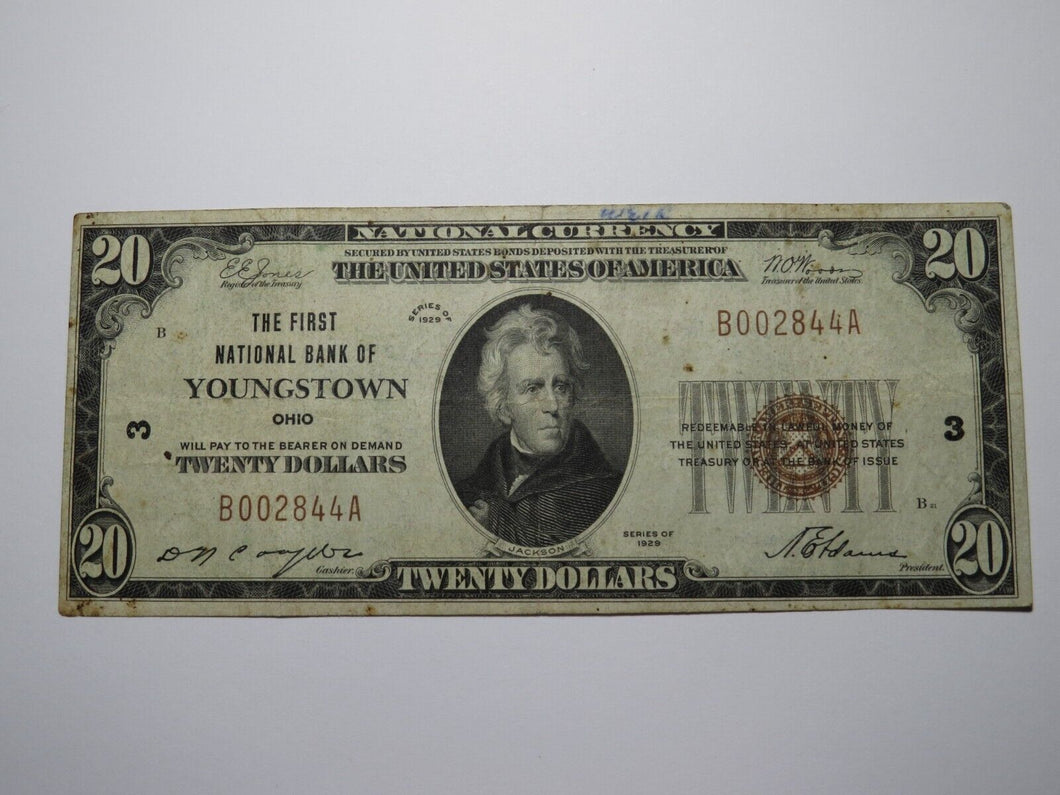 NATIONAL CURRENCY
SECURED BY UNITED STATES BONDS DEPOSITED WITH THE TREASURER OF
THE UNITED STATES OF AMERICA
20
20
E E Jones
Register of the Treasury
Treasurer of the United States.
SERIES OF
1929
B
THE FIRST
NATIONAL BANK OF
YOUNGSTOWN
OHIO
WILL PAY TO THE BEARER ON DEMAND
TWENTY DOLLARS
B002844A
3
B002844A
TWENTY
REDEEMABLE IN LAWFUL MONEY OF
THE UNITED STATES AT UNITED STATES
TREASURY OR AT THE BANK OF ISSUE
3
B
SERIES OF
1929
JACKSON
Cashier.
President.
20
TWENTY DOLLARS
20